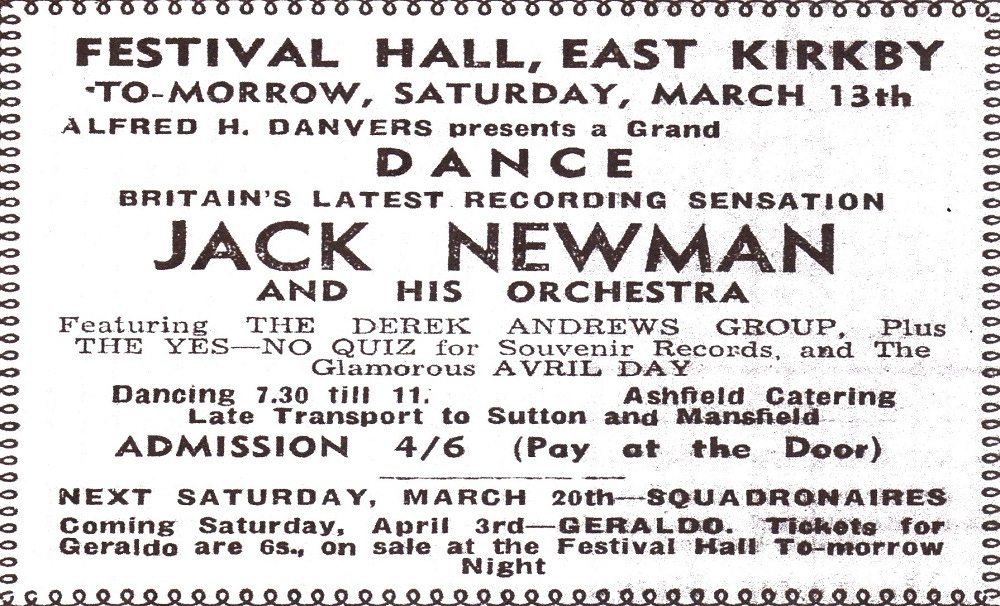 FESTIVAL HALL, EAST KIRKBY
TO-MORROW, SATURDAY, MARCH 13th
ALFRED H. DANVERS presents a Grand
DANCE
BRITAIN'S LATEST RECORDING SENSATION
JACK NEWMAN
AND HIS ORCHESTRA
Featuring THE DEREK ANDREWS GROUP, Plus
THE YES—NO QUIZ for Souvenir Records, and The
Glamorous AVRIL DAY
Dancing 7.30 till 11. Ashfield Catering
Late Transport to Sutton and Mansfield
ADMISSION 4/6 (Pay at the Door)
NEXT SATURDAY, MARCH 20th—SQUADRONAIRES
Coming Saturday, April 3rd—GERALDO. Tickets for
Geraldo are 6s., on sale at the Festival Hall To-morrow
Night